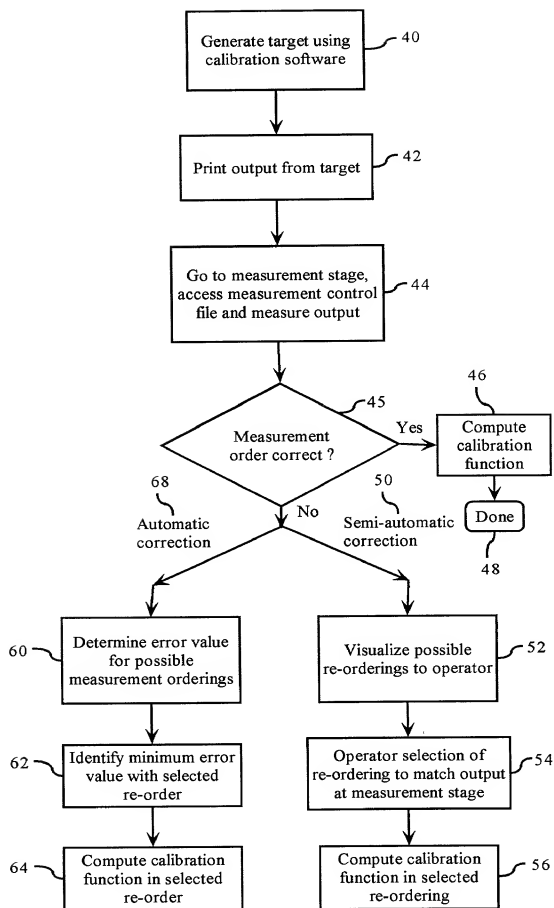 Generate target using
calibration software
40
Print output from target
42
Go to measurement stage,
access measurement control
file and measure output
44
45
Measurement
order correct ?
Yes
46
Compute
calibration
function
Done
48
68
Automatic
correction
No
50
Semi-automatic
correction
60
Determine error value
for possible
measurement orderings
Visualize possible
re-orderings to operator
52
62
Identify minimum error
value with selected
re-order
Operator selection of
re-ordering to match output
at measurement stage
54
64
Compute calibration
function in selected
re-order
Compute calibration
function in selected
re-ordering
56